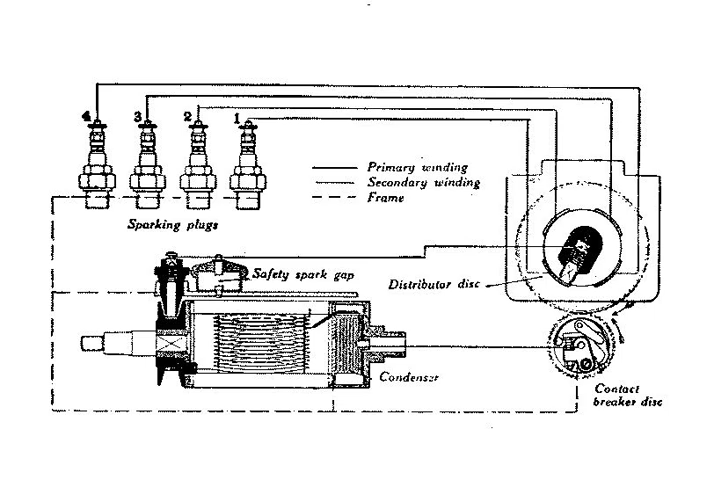 4 3 2 1
Primary winding
Secondary winding
Frame
Sparking plugs
Safety spark gap
Distributor disc
Condenser
Contact
breaker disc